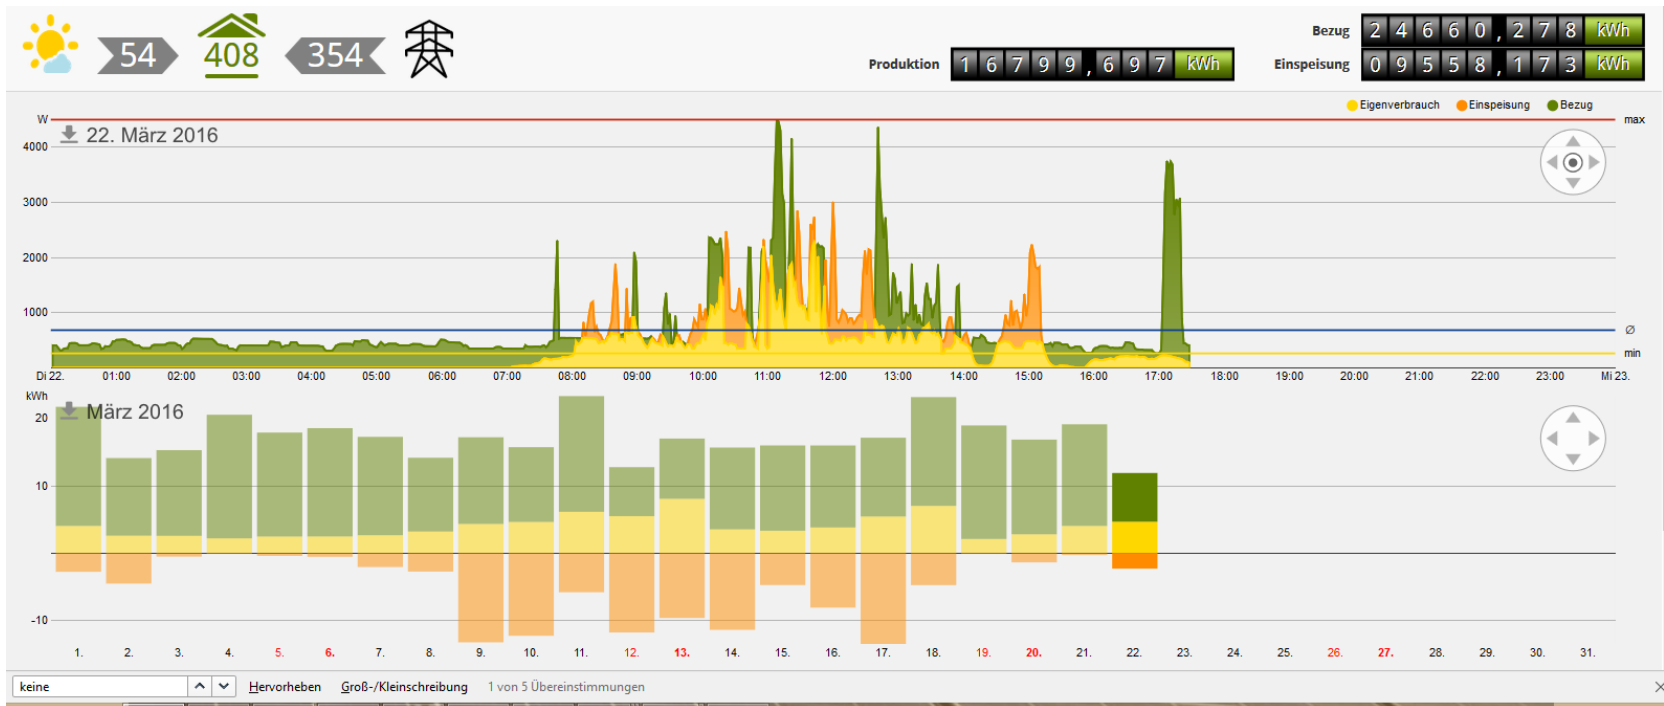 54 408 354
Bezug 24660,278 kWh
Produktion 16799,697 kWh Einspeisung 09558,173 kWh
Eigenverbrauch Einspeisung Bezug
W max
22. März 2016
4000
3000
2000
1000
Ø
min
Di 22. 01:00 02:00 03:00 04:00 05:00 06:00 07:00 08:00 09:00 10:00 11:00 12:00 13:00 14:00 15:00 16:00 17:00 18:00 19:00 20:00 21:00 22:00 23:00 Mi 23.
kWh
März 2016
20
10
-10
1. 2. 3. 4. 5. 6. 7. 8. 9. 10. 11. 12. 13. 14. 15. 16. 17. 18. 19. 20. 21. 22. 23. 24. 25. 26. 27. 28. 29. 30. 31.
keine Hervorheben Groß-/Kleinschreibung 1 von 5 Übereinstimmungen